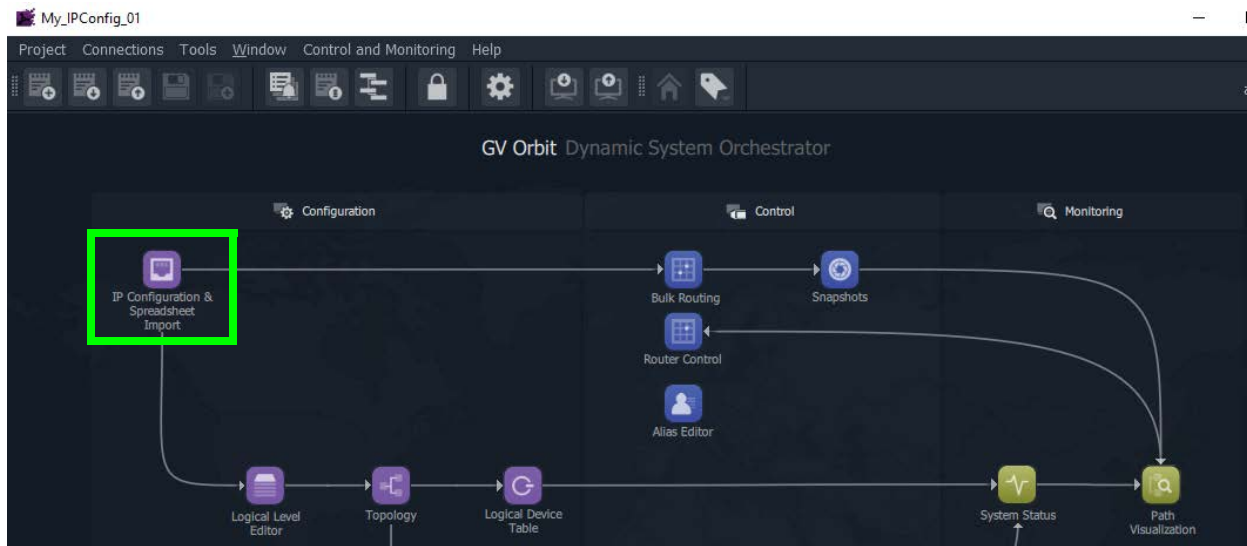 My_IPConfig_01
Project Connections Tools Window Control and Monitoring Help
GV Orbit Dynamic System Orchestrator
Configuration
Control
Monitoring
IP Configuration &
Spreadsheet
Import
Bulk Routing
Snapshots
Router Control
Alias Editor
Logical Level
Editor
Topology
Logical Device
Table
System Status
Path
Visualization